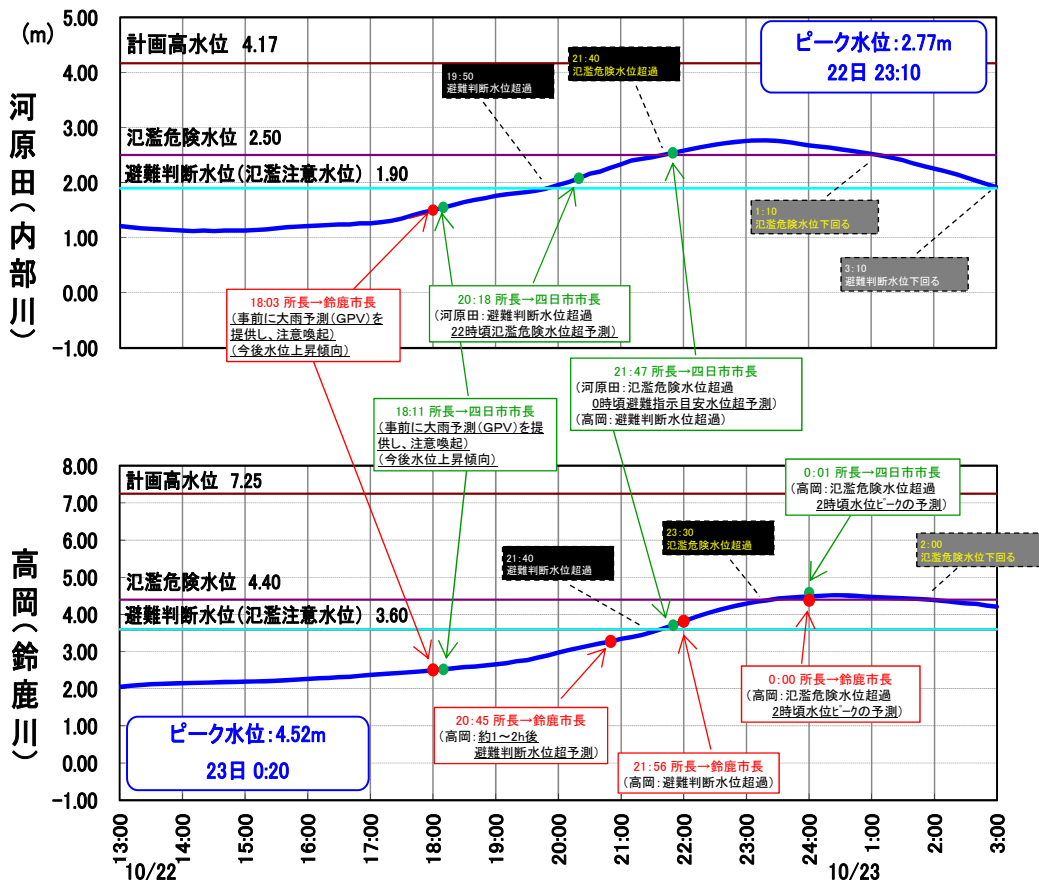 (m)
5.00
4.00
3.00
2.00
1.00
0.00
-1.00
河原田(内部川)
計画高水位 4.17
氾濫危険水位 2.50
避難判断水位(氾濫注意水位) 1.90
ピーク水位:2.77m
22日 23:10
19:50
避難判断水位超過
21:40
氾濫危険水位超過
1:10
氾濫危険水位下回る
3:10
避難判断水位下回る
18:03 所長→鈴鹿市長
(事前に大雨予測(GPV)を
提供し、注意喚起)
(今後水位上昇傾向)
20:18 所長→四日市市長
(河原田:避難判断水位超過
22時頃氾濫危険水位超予測)
21:47 所長→四日市市長
(河原田:氾濫危険水位超過
0時頃避難指示目安水位超予測)
(高岡:避難判断水位超過)
18:11 所長→四日市市長
(事前に大雨予測(GPV)を提
供し、注意喚起)
(今後水位上昇傾向)
8.00
7.00
6.00
5.00
4.00
3.00
2.00
1.00
0.00
-1.00
高岡(鈴鹿川)
計画高水位 7.25
氾濫危険水位 4.40
避難判断水位(氾濫注意水位) 3.60
0:01 所長→四日市市長
(高岡:氾濫危険水位超過
2時頃水位ピークの予測)
21:40
避難判断水位超過
23:30
氾濫危険水位超過
2:00
氾濫危険水位下回る
ピーク水位:4.52m
23日 0:20
20:45 所長→鈴鹿市長
(高岡:約1~2h後
避難判断水位超予測)
21:56 所長→鈴鹿市長
(高岡:避難判断水位超過)
0:00 所長→鈴鹿市長
(高岡:氾濫危険水位超過
2時頃水位ピークの予測)
13:00
14:00
15:00
16:00
17:00
18:00
19:00
20:00
21:00
22:00
23:00
24:00
1:00
2:00
3:00
10/22
10/23